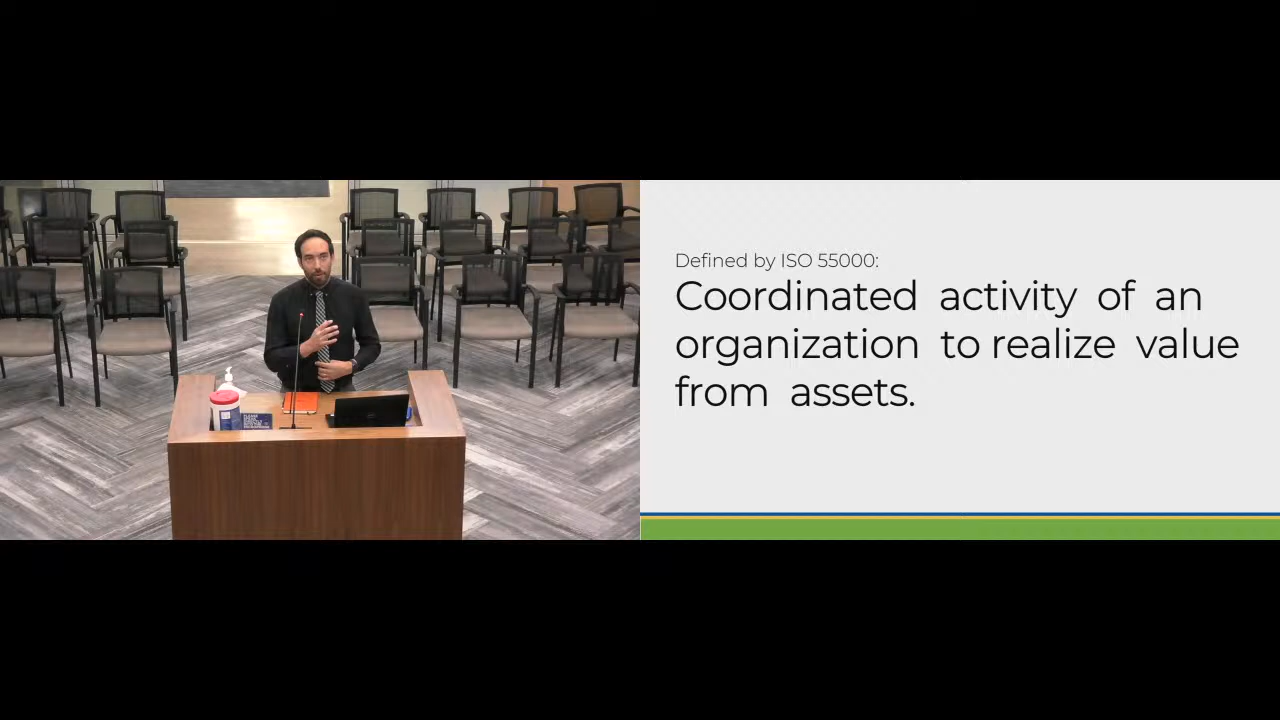 Defined by ISO 55000:
Coordinated activity of an
organization to realize value
from assets.